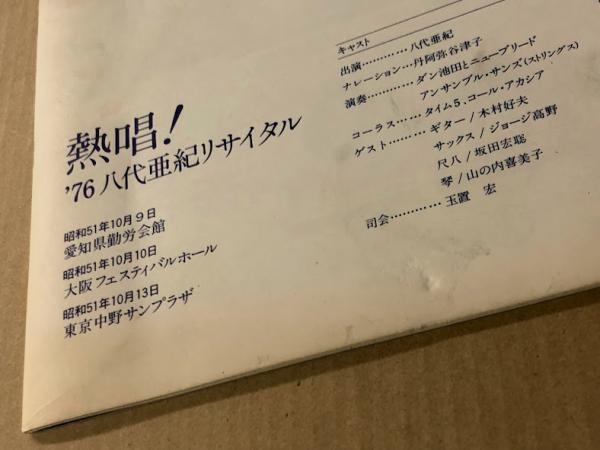 熱唱!
'76 八代亜紀リサイタル
昭和51年10月9日
愛知県勤労会館
昭和51年10月10日
大阪フェスティバルホール
昭和51年10月13日
東京中野サンプラザ
キャスト
出演…………八代亜紀
ナレーション…丹阿弥谷津子
演奏…………ダン池田とニューブリード
アンサンブル・サンズ(ストリングス)
コーラス……タイム5、コール・アカシア
ゲスト………ギター/木村好夫
サックス/ジョージ高野
尺八/坂田宏聡
琴/山の内喜美子
司会…………玉置 宏